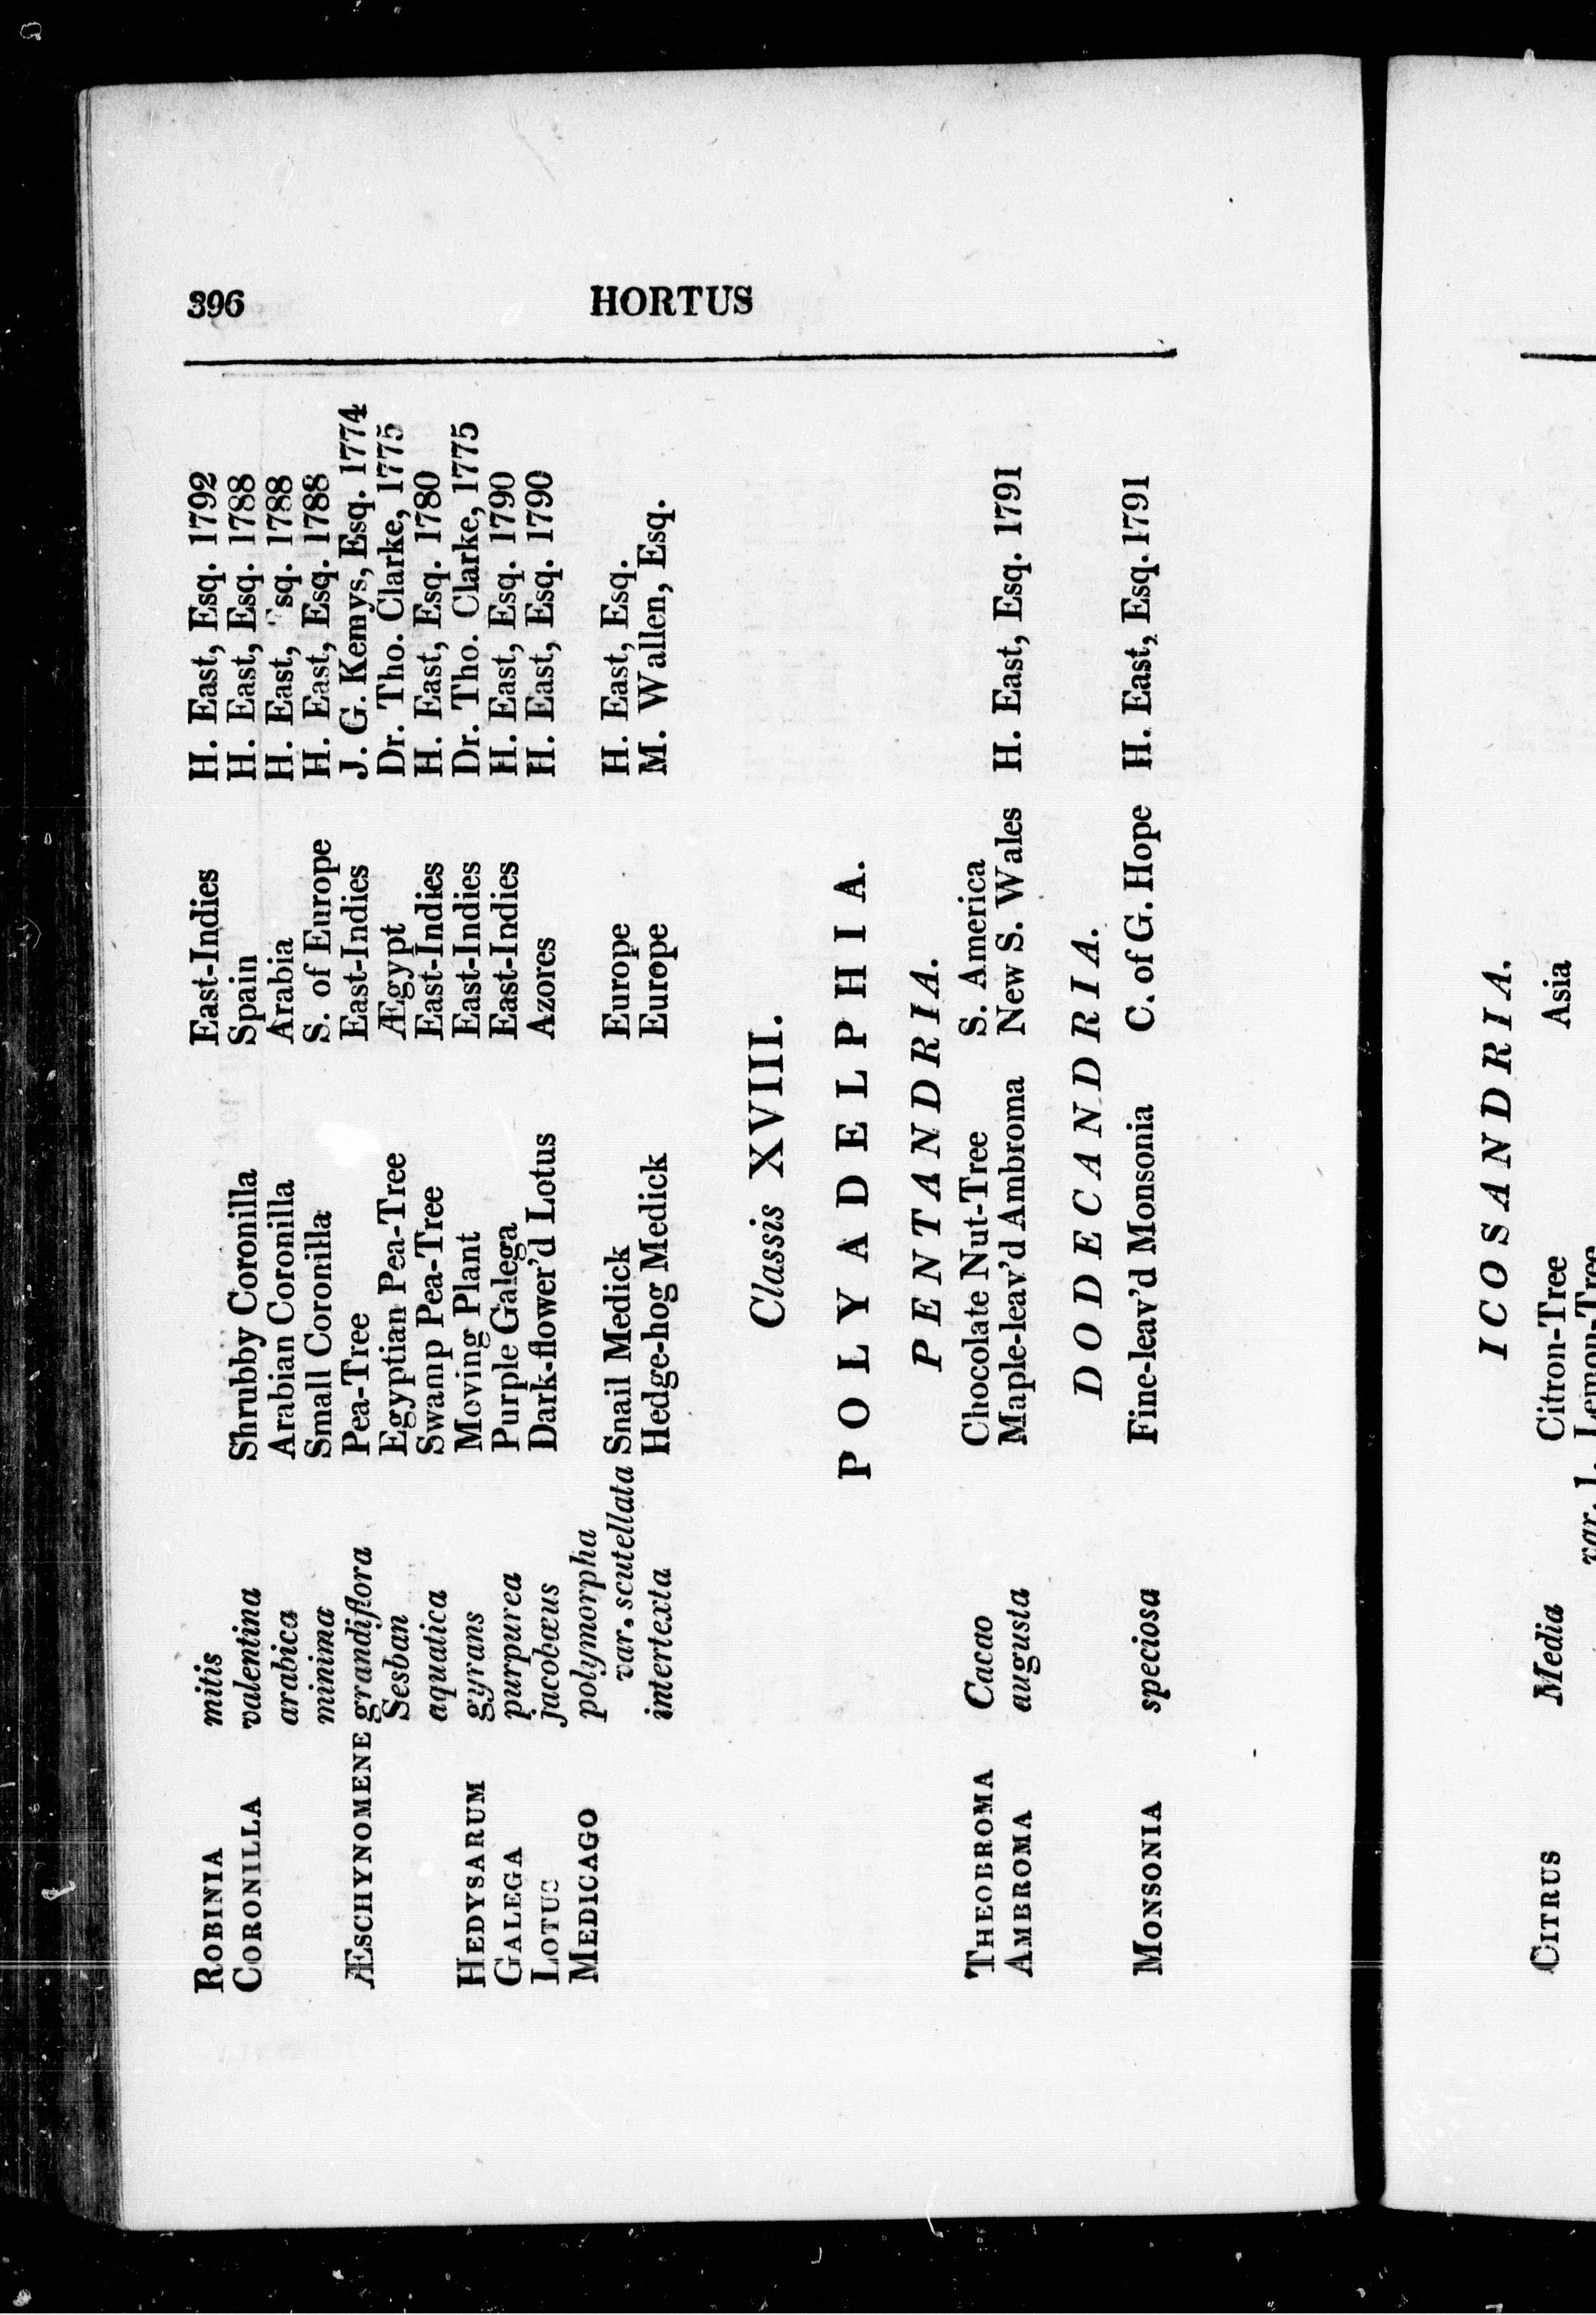 396 HORTUS
ROBINIA mitis East-Indies H. East, Esq. 1792
CORONILLA valentina Shrubby Coronilla Spain H. East, Esq. 1788
arabica Arabian Coronilla Arabia H. East, Esq. 1788
minima Small Coronilla S. of Europe H. East, Esq. 1788
ÆSCHYNOMENE grandiflora Pea-Tree East-Indies J. G. Kemys, Esq. 1774
Sesban Egyptian Pea-Tree Ægypt Dr. Tho. Clarke, 1775
aquatica Swamp Pea-Tree East-Indies H. East, Esq. 1780
HEDYSARUM gyrans Moving Plant East-Indies Dr. Tho. Clarke, 1775
GALEGA purpurea Purple Galega East-Indies H. East, Esq. 1790
LOTUS jacobæus Dark-flower'd Lotus Azores H. East, Esq. 1790
MEDICAGO polymorpha
var. scutellata Snail Medick Europe H. East, Esq.
intertexta Hedge-hog Medick Europe M. Wallen, Esq.
Classis XVIII.
POLYADELPHIA.
PENTANDRIA.
THEOBROMA Cacao Chocolate Nut-Tree S. America
AMBROMA augusta Maple-leav'd Ambroma New S. Wales H. East, Esq. 1791
DODECANDRIA.
MONSONIA speciosa Fine-leav'd Monsonia C. of G. Hope H. East, Esq. 1791
ICOSANDRIA.
CITRUS Media Citron-Tree Asia
var. 1. Lemon-Tree